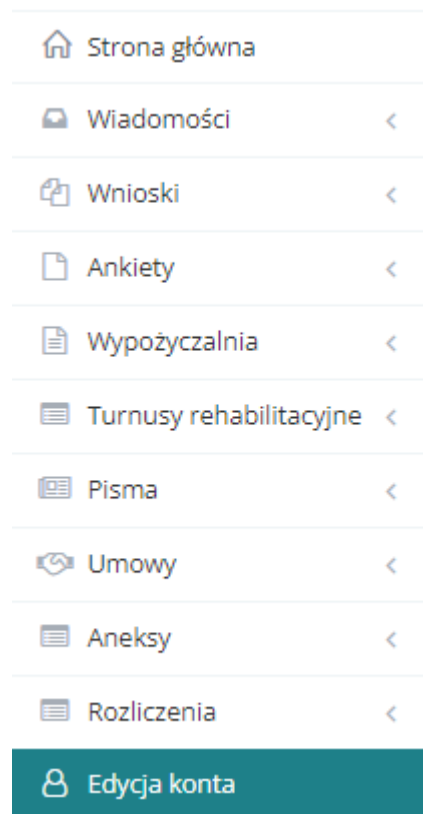 Strona główna
Wiadomości
Wnioski
Ankiety
Wypożyczalnia
Turnusy rehabilitacyjne
Pisma
Umowy
Aneksy
Rozliczenia
Edycja konta